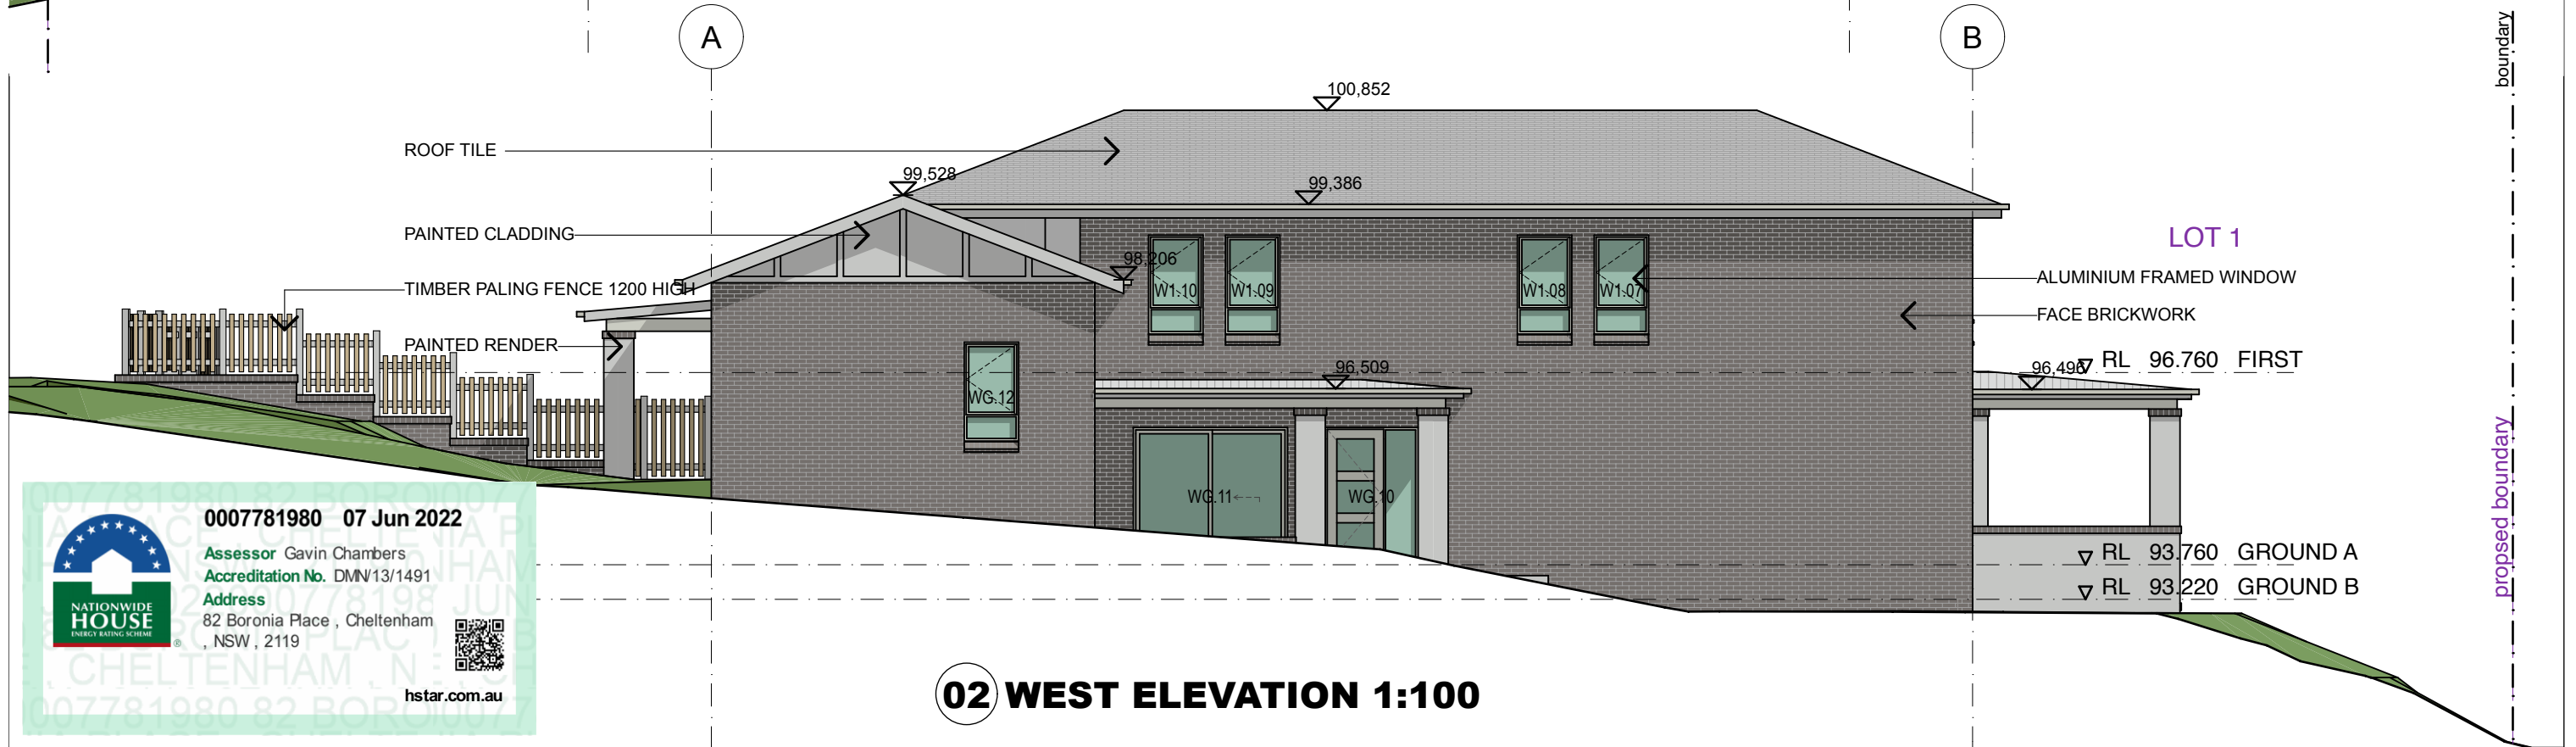 A
B
boundary
100,852
ROOF TILE
99,528
99,386
PAINTED CLADDING
LOT 1
98,206
TIMBER PALING FENCE 1200 HIGH
W1.10
W1.09
W1.08
W1.07
ALUMINIUM FRAMED WINDOW
FACE BRICKWORK
PAINTED RENDER
96,509
96,496
RL 96.760 FIRST
WG.12
WG.11
WG.10
propsed boundary
RL 93.760 GROUND A
RL 93.220 GROUND B
0007781980 07 Jun 2022
Assessor Gavin Chambers
Accreditation No. DMN/13/1491
Address
82 Boronia Place , Cheltenham
, NSW , 2119
NATIONWIDE
HOUSE
ENERGY RATING SCHEME
®
hstar.com.au
02 WEST ELEVATION 1:100